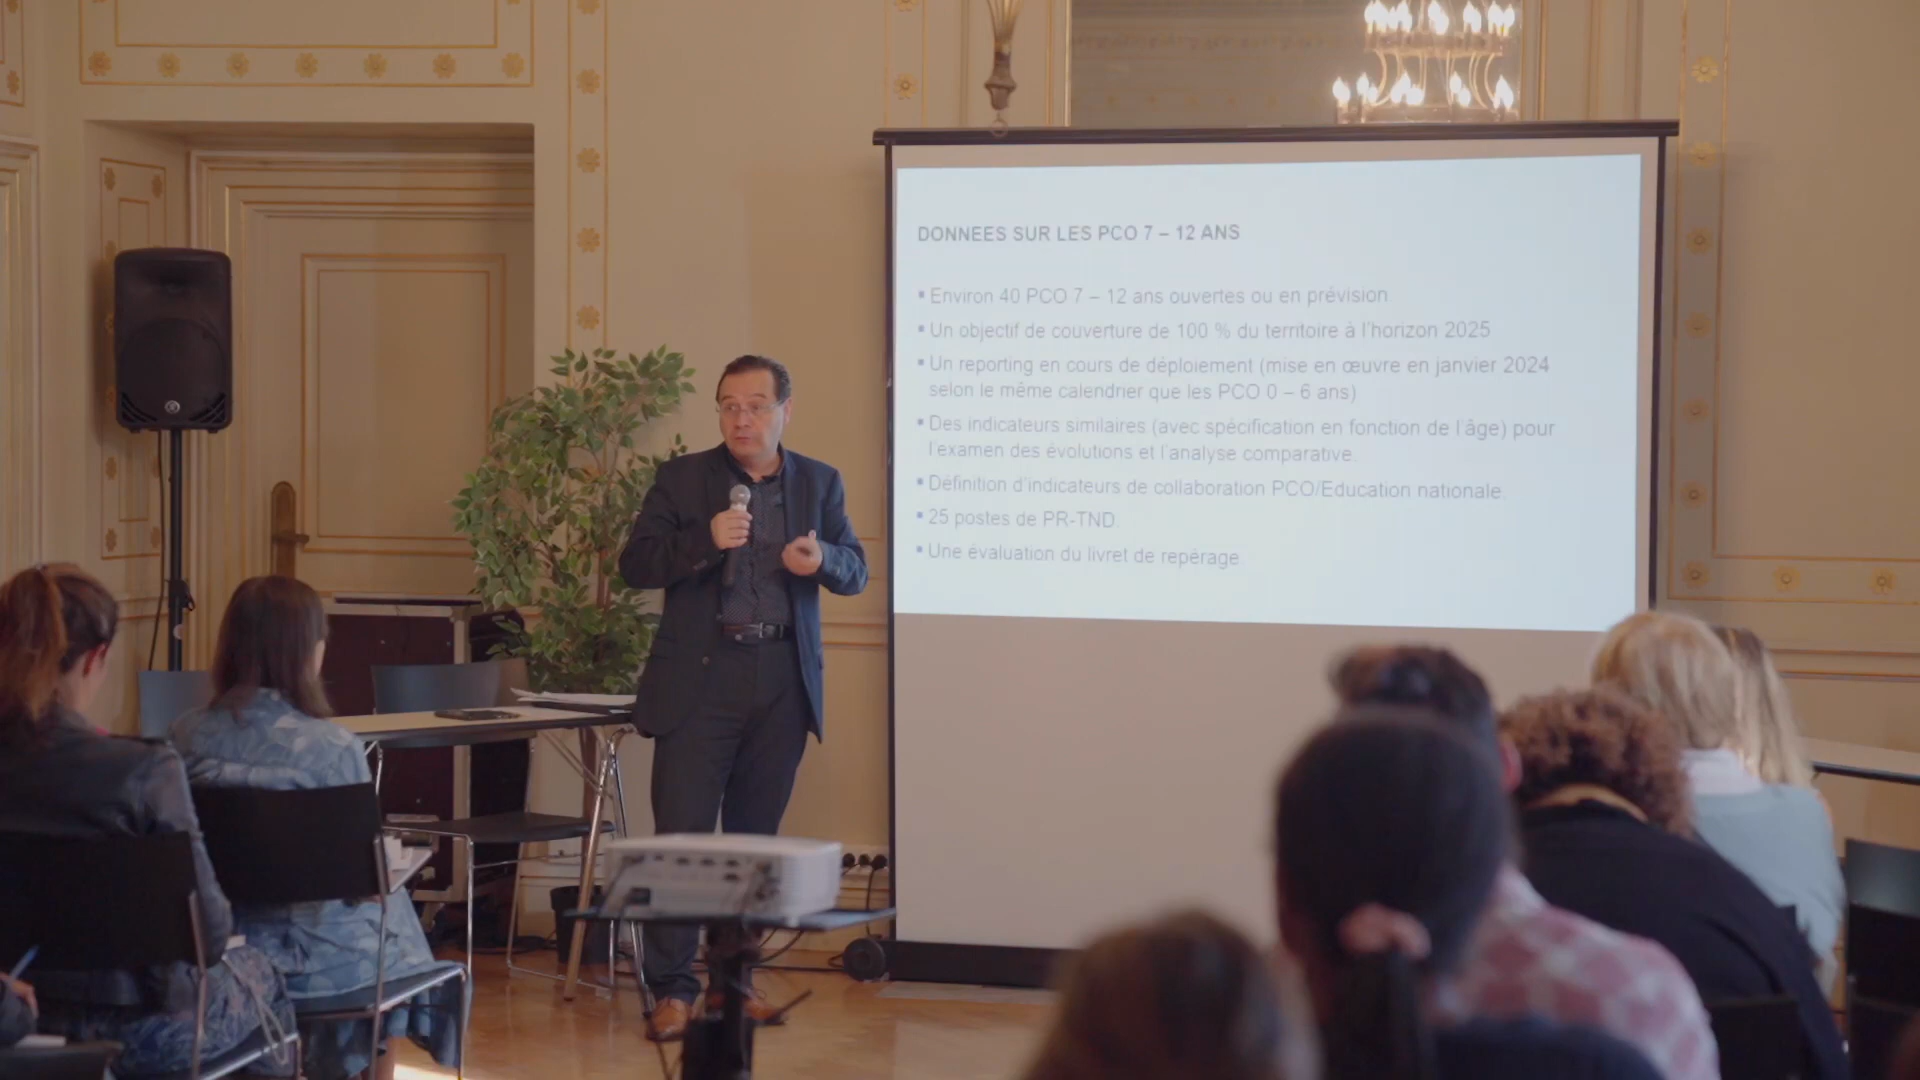 DONNEES SUR LES PCO 7 – 12 ANS
▪ Environ 40 PCO 7 – 12 ans ouvertes ou en prévision
▪ Un objectif de couverture de 100 % du territoire à l'horizon 2025
▪ Un reporting en cours de déploiement (mise en œuvre en janvier 2024
selon le même calendrier que les PCO 0 – 6 ans)
▪ Des indicateurs similaires (avec spécification en fonction de l'âge) pour
l'examen des évolutions et l'analyse comparative.
▪ Définition d'indicateurs de collaboration PCO/Education nationale.
▪ 25 postes de PR-TND
▪ Une évaluation du livret de repérage